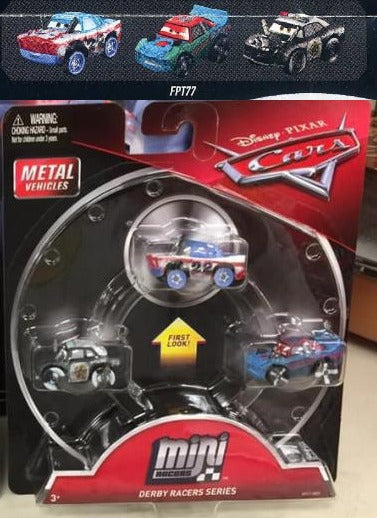 FPT77
WARNING:
CHOKING HAZARD - Small parts.
Not for children under 3 years.
METAL
VEHICLES
Disney · PIXAR
Cars
22
FIRST
LOOK!
mini
RACERS
3+
DERBY RACERS SERIES